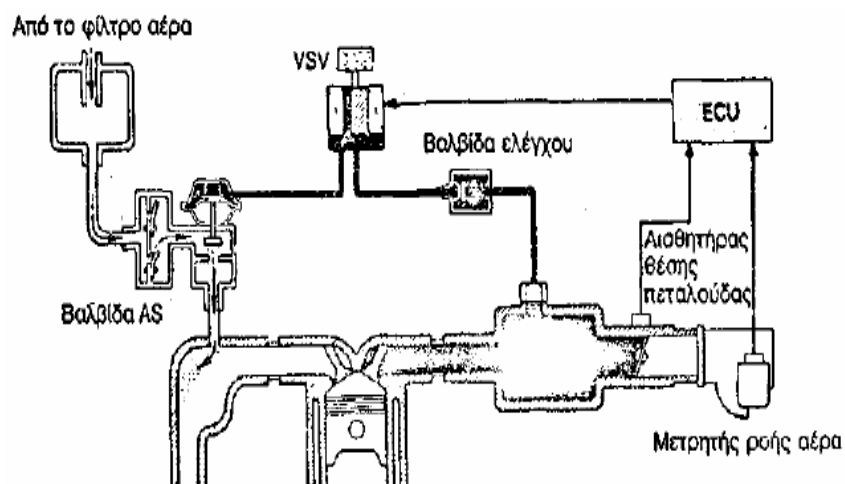 Από το φίλτρο αέρα
VSV
ECU
Βαλβίδα ελέγχου
Αισθητήρας
θέσης
πεταλούδας
Βαλβίδα AS
Μετρητής ροής αέρα